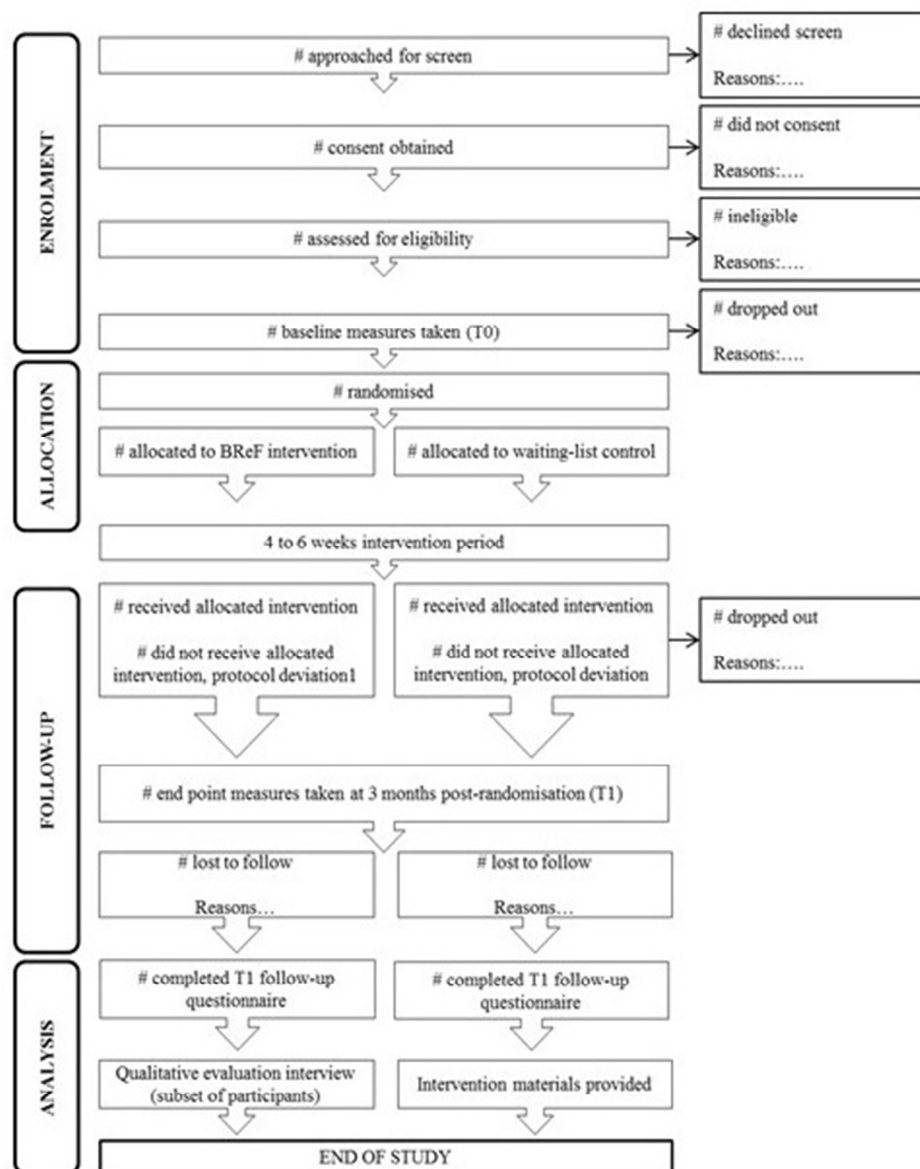 ENROLMENT
# approached for screen
# declined screen
Reasons:....
# consent obtained
# did not consent
Reasons:....
# assessed for eligibility
# ineligible
Reasons:....
# baseline measures taken (T0)
# dropped out
Reasons:....
ALLOCATION
# randomised
# allocated to BReF intervention
# allocated to waiting-list control
4 to 6 weeks intervention period
FOLLOW-UP
# received allocated intervention
# did not receive allocated
intervention, protocol deviation1
# received allocated intervention
# did not receive allocated
intervention, protocol deviation
# dropped out
Reasons:....
# end point measures taken at 3 months post-randomisation (T1)
# lost to follow
Reasons…
# lost to follow
Reasons…
ANALYSIS
# completed T1 follow-up
questionnaire
# completed T1 follow-up
questionnaire
Qualitative evaluation interview
(subset of participants)
Intervention materials provided
END OF STUDY